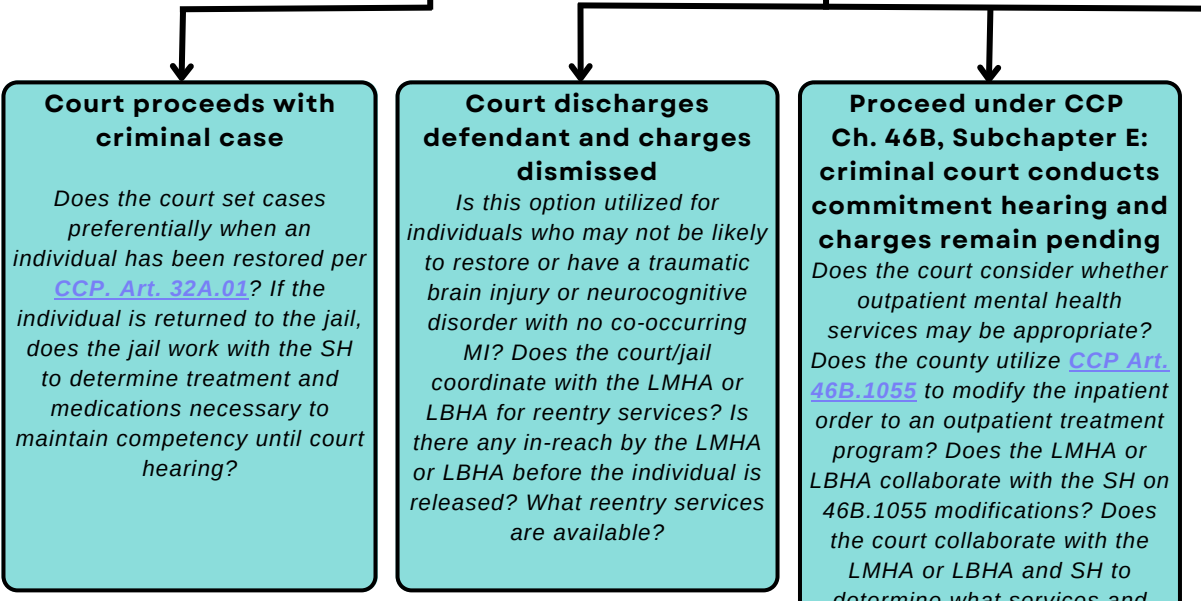 Court proceeds with
criminal case
Does the court set cases
preferentially when an
individual has been restored per
CCP. Art. 32A.01? If the
individual is returned to the jail,
does the jail work with the SH
to determine treatment and
medications necessary to
maintain competency until court
hearing?
Court discharges
defendant and charges
dismissed
Is this option utilized for
individuals who may not be likely
to restore or have a traumatic
brain injury or neurocognitive
disorder with no co-occurring
MI? Does the court/jail
coordinate with the LMHA or
LBHA for reentry services? Is
there any in-reach by the LMHA
or LBHA before the individual is
released? What reentry services
are available?
Proceed under CCP
Ch. 46B, Subchapter E:
criminal court conducts
commitment hearing and
charges remain pending
Does the court consider whether
outpatient mental health
services may be appropriate?
Does the county utilize CCP Art.
46B.1055 to modify the inpatient
order to an outpatient treatment
program? Does the LMHA or
LBHA collaborate with the SH on
46B.1055 modifications? Does
the court collaborate with the
LMHA or LBHA and SH to
determine what services and